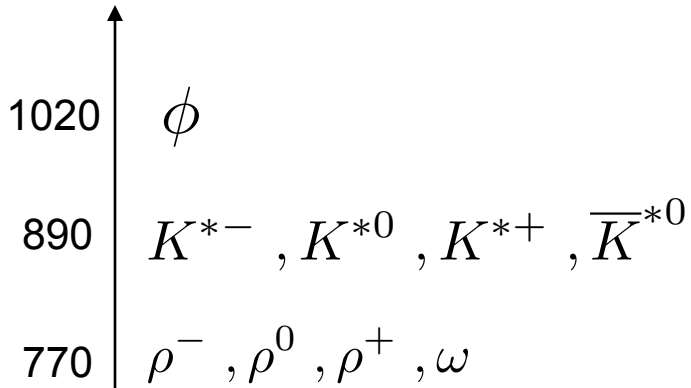 1020 ϕ
890 K*⁻ , K*⁰ , K*⁺ , K̅*⁰
770 ρ⁻ , ρ⁰ , ρ⁺ , ω